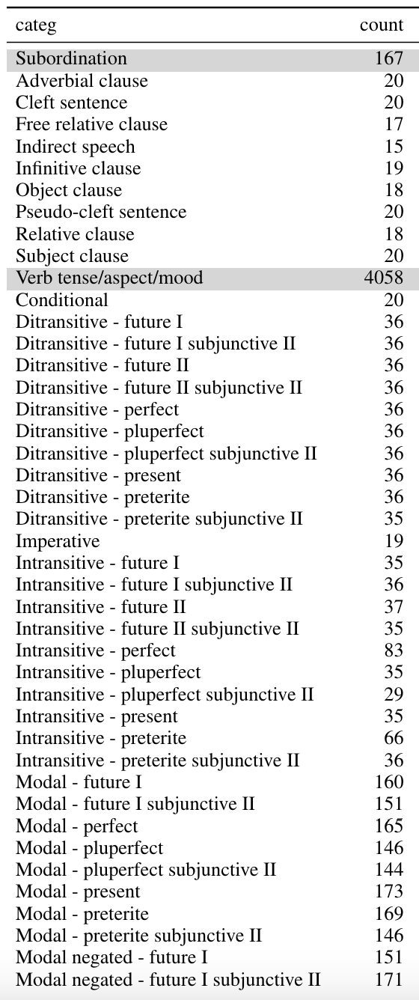 categ count
Subordination 167
Adverbial clause 20
Cleft sentence 20
Free relative clause 17
Indirect speech 15
Infinitive clause 19
Object clause 18
Pseudo-cleft sentence 20
Relative clause 18
Subject clause 20
Verb tense/aspect/mood 4058
Conditional 20
Ditransitive - future I 36
Ditransitive - future I subjunctive II 36
Ditransitive - future II 36
Ditransitive - future II subjunctive II 36
Ditransitive - perfect 36
Ditransitive - pluperfect 36
Ditransitive - pluperfect subjunctive II 36
Ditransitive - present 36
Ditransitive - preterite 36
Ditransitive - preterite subjunctive II 35
Imperative 19
Intransitive - future I 35
Intransitive - future I subjunctive II 36
Intransitive - future II 37
Intransitive - future II subjunctive II 35
Intransitive - perfect 83
Intransitive - pluperfect 35
Intransitive - pluperfect subjunctive II 29
Intransitive - present 35
Intransitive - preterite 66
Intransitive - preterite subjunctive II 36
Modal - future I 160
Modal - future I subjunctive II 151
Modal - perfect 165
Modal - pluperfect 146
Modal - pluperfect subjunctive II 144
Modal - present 173
Modal - preterite 169
Modal - preterite subjunctive II 146
Modal negated - future I 151
Modal negated - future I subjunctive II 171